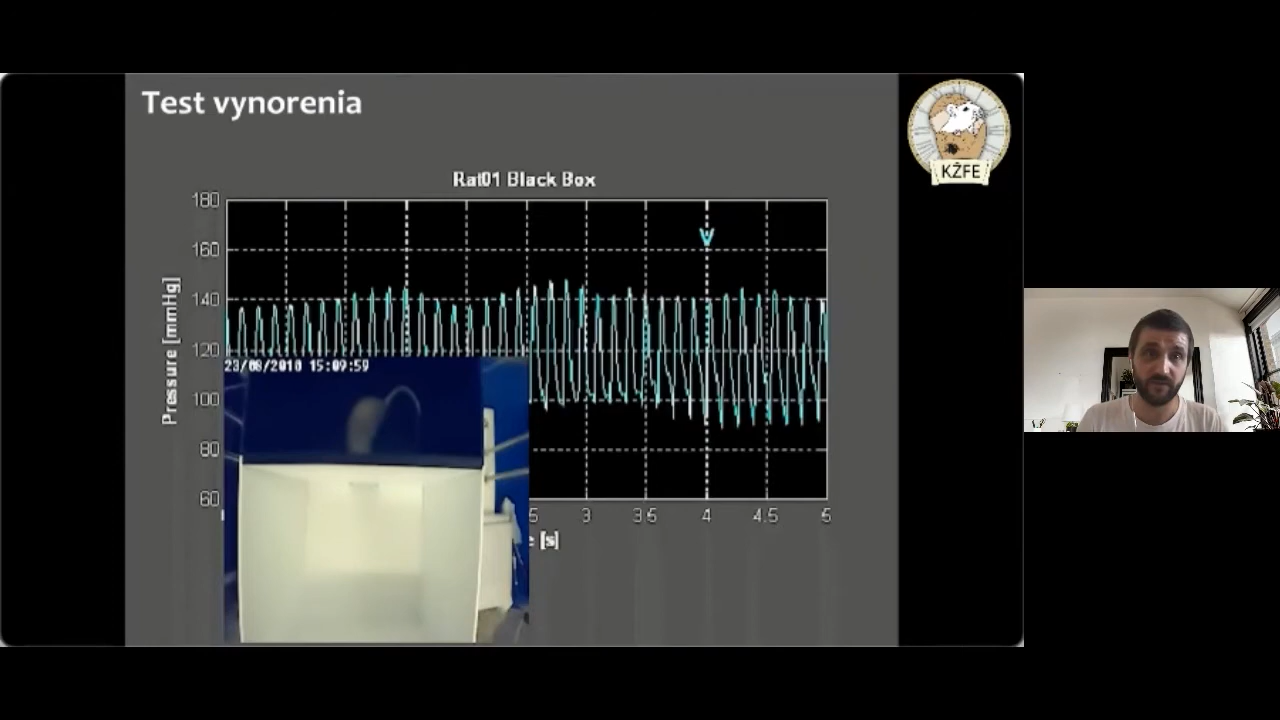 Test vynorenia
KŽFE
Rat01 Black Box
180
160
140
120
100
80
60
Pressure [mmHg]
23/08/2010 15:09:59
3
3.5
4
4.5
5
[s]